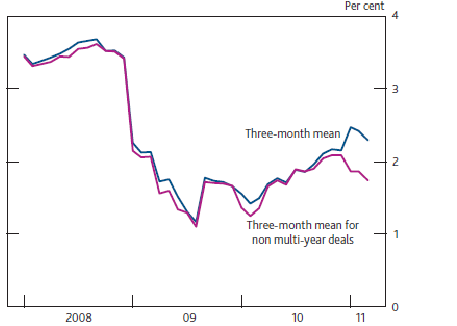 Per cent
4
3
Three-month mean
2
Three-month mean for
non multi-year deals
1
0
2008 09 10 11